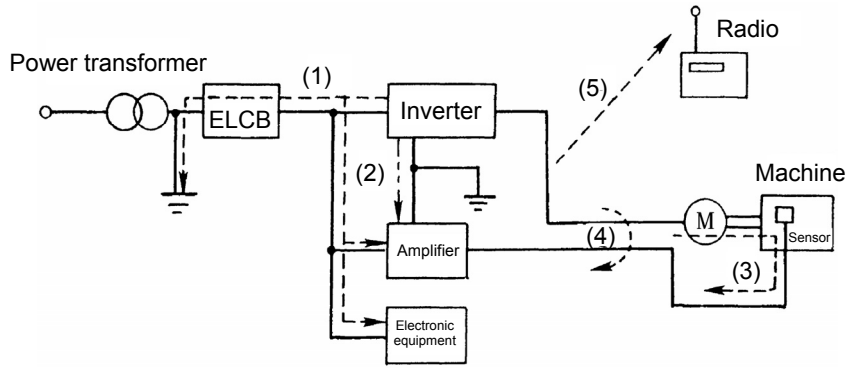 Radio
Power transformer
(1)
(5)
ELCB
Inverter
(2)
Machine
M
Sensor
Amplifier
(4)
(3)
Electronic
equipment